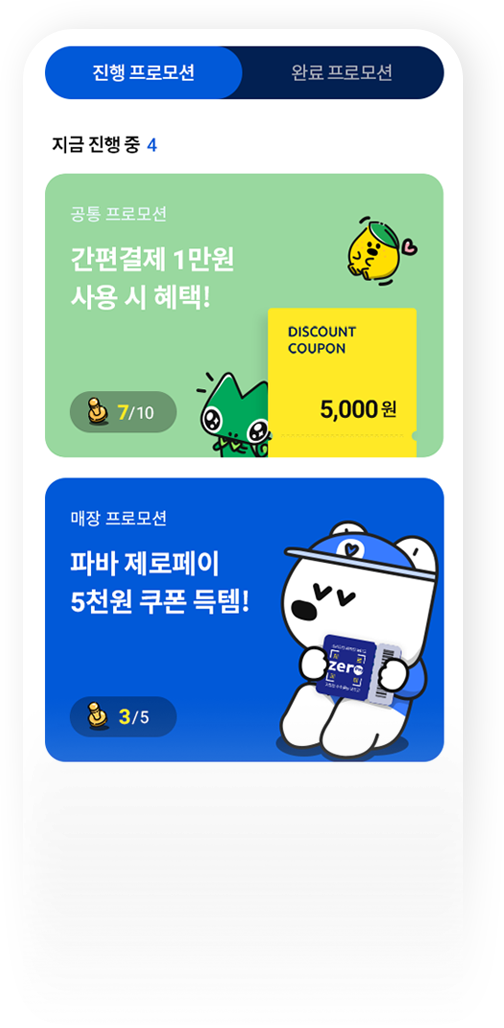 진행 프로모션
완료 프로모션
지금 진행 중 4
공통 프로모션
간편결제 1만원
사용 시 혜택!
DISCOUNT
COUPON
5,000원
7/10
매장 프로모션
파바 제로페이
5천원 쿠폰 득템!
zero
3/5